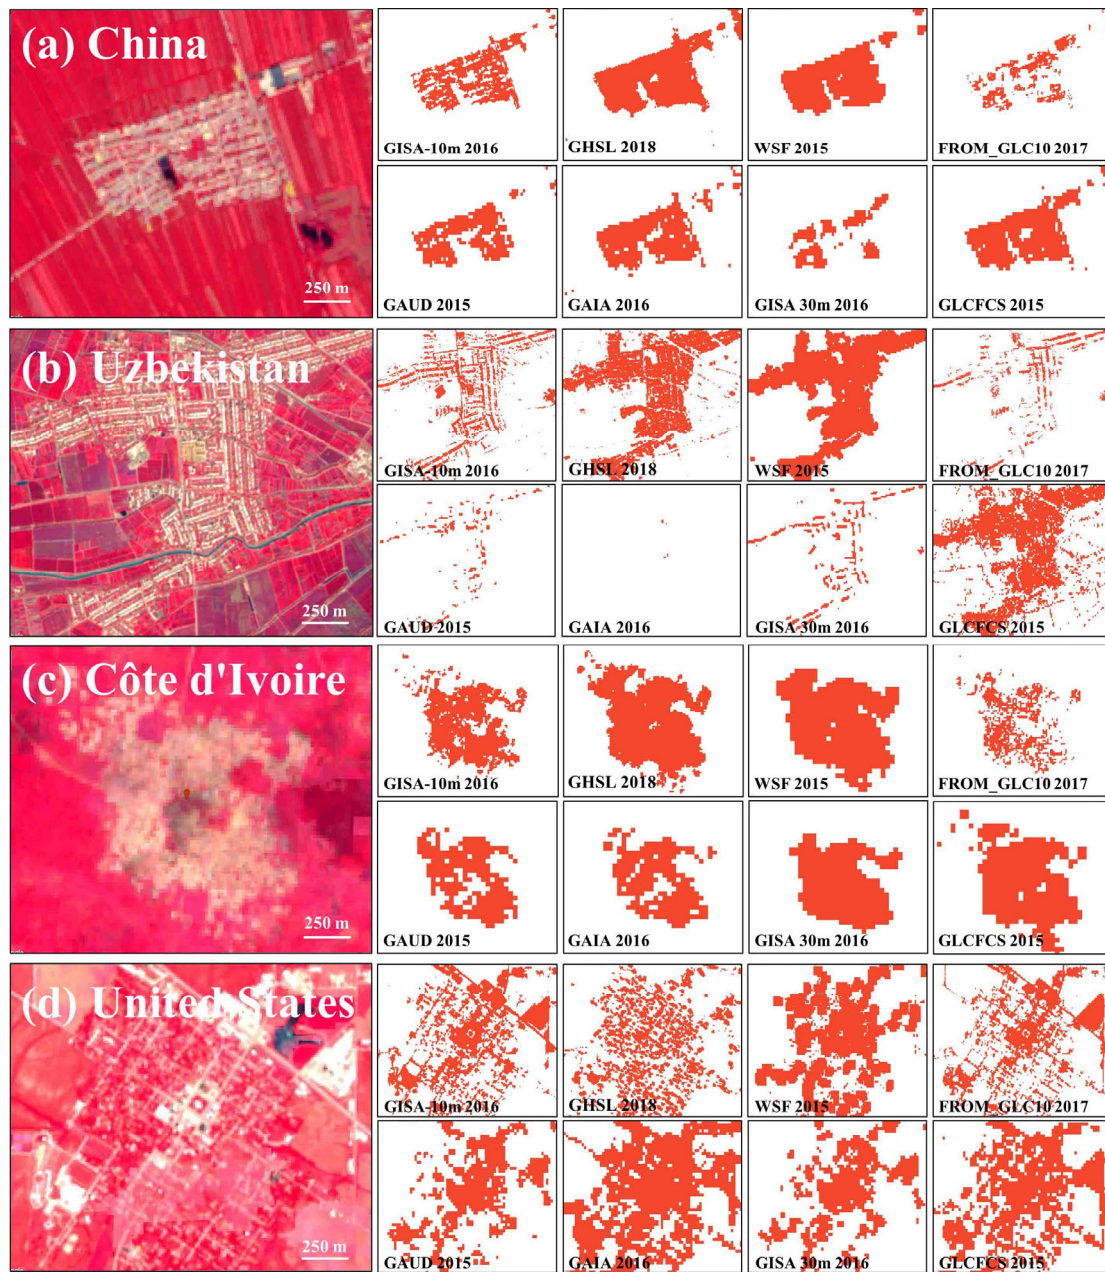 (a) China
250 m
GISA-10m 2016
GHSL 2018
WSF 2015
FROM_GLC10 2017
GAUD 2015
GAIA 2016
GISA 30m 2016
GLCFCS 2015
(b) Uzbekistan
250 m
GISA-10m 2016
GHSL 2018
WSF 2015
FROM_GLC10 2017
GAUD 2015
GAIA 2016
GISA 30m 2016
GLCFCS 2015
(c) Côte d'Ivoire
250 m
GISA-10m 2016
GHSL 2018
WSF 2015
FROM_GLC10 2017
GAUD 2015
GAIA 2016
GISA 30m 2016
GLCFCS 2015
(d) United States
250 m
GISA-10m 2016
GHSL 2018
WSF 2015
FROM_GLC10 2017
GAUD 2015
GAIA 2016
GISA 30m 2016
GLCFCS 2015